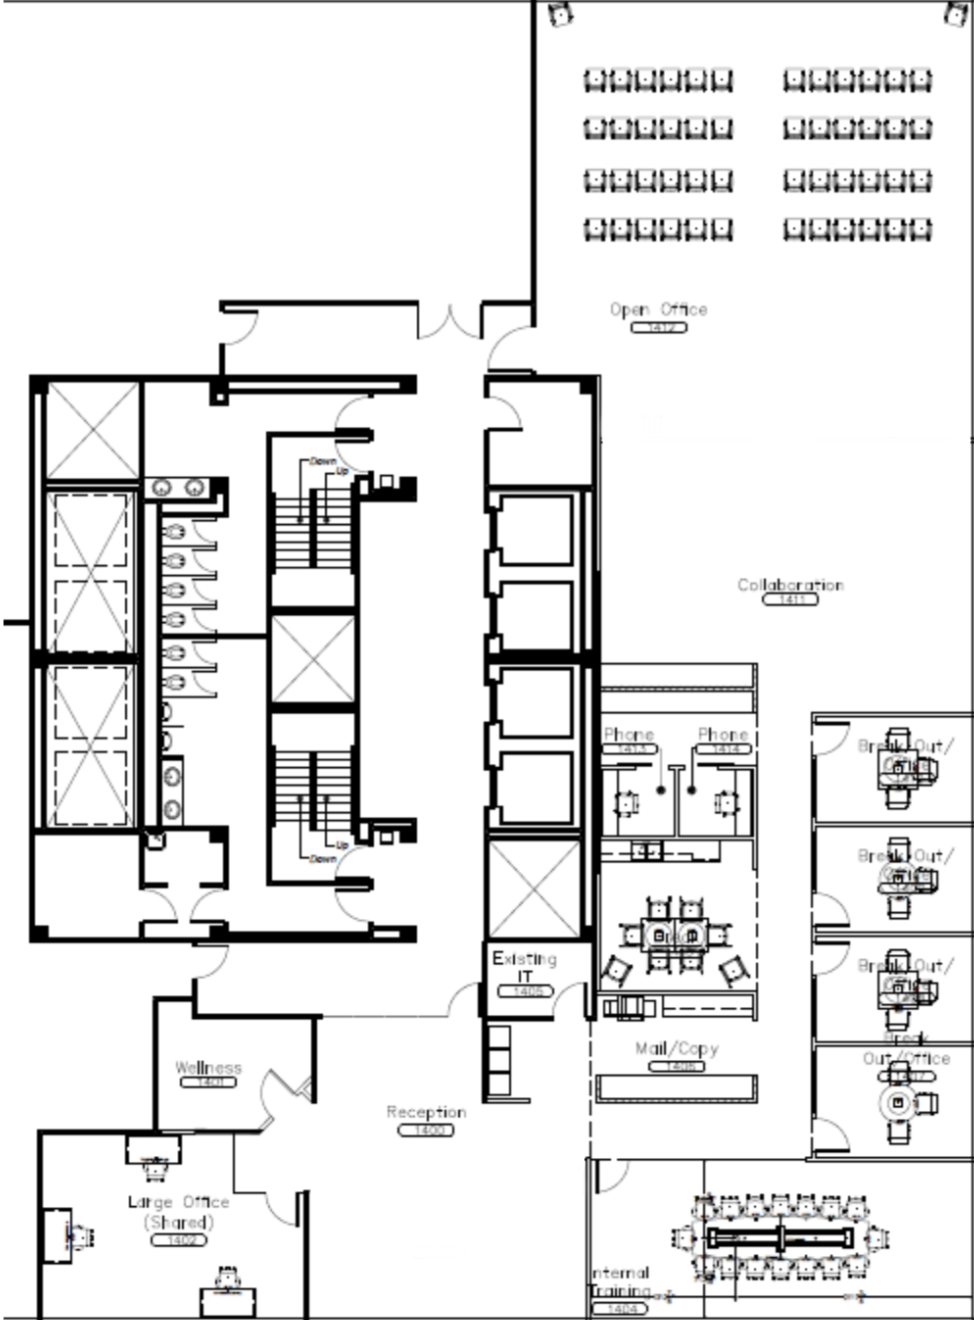 Open Office
1412
Down
Up
Collaboration
1411
Phone
1413
Phone
1414
Break Out/
Office
Break Out/
Office
Up
Down
Existing
IT
1405
Break Out/
Office
Break
Out/Office
Mail/Copy
1406
Wellness
1401
Reception
1400
Large Office
(Shared)
1402
Internal
Training
1404